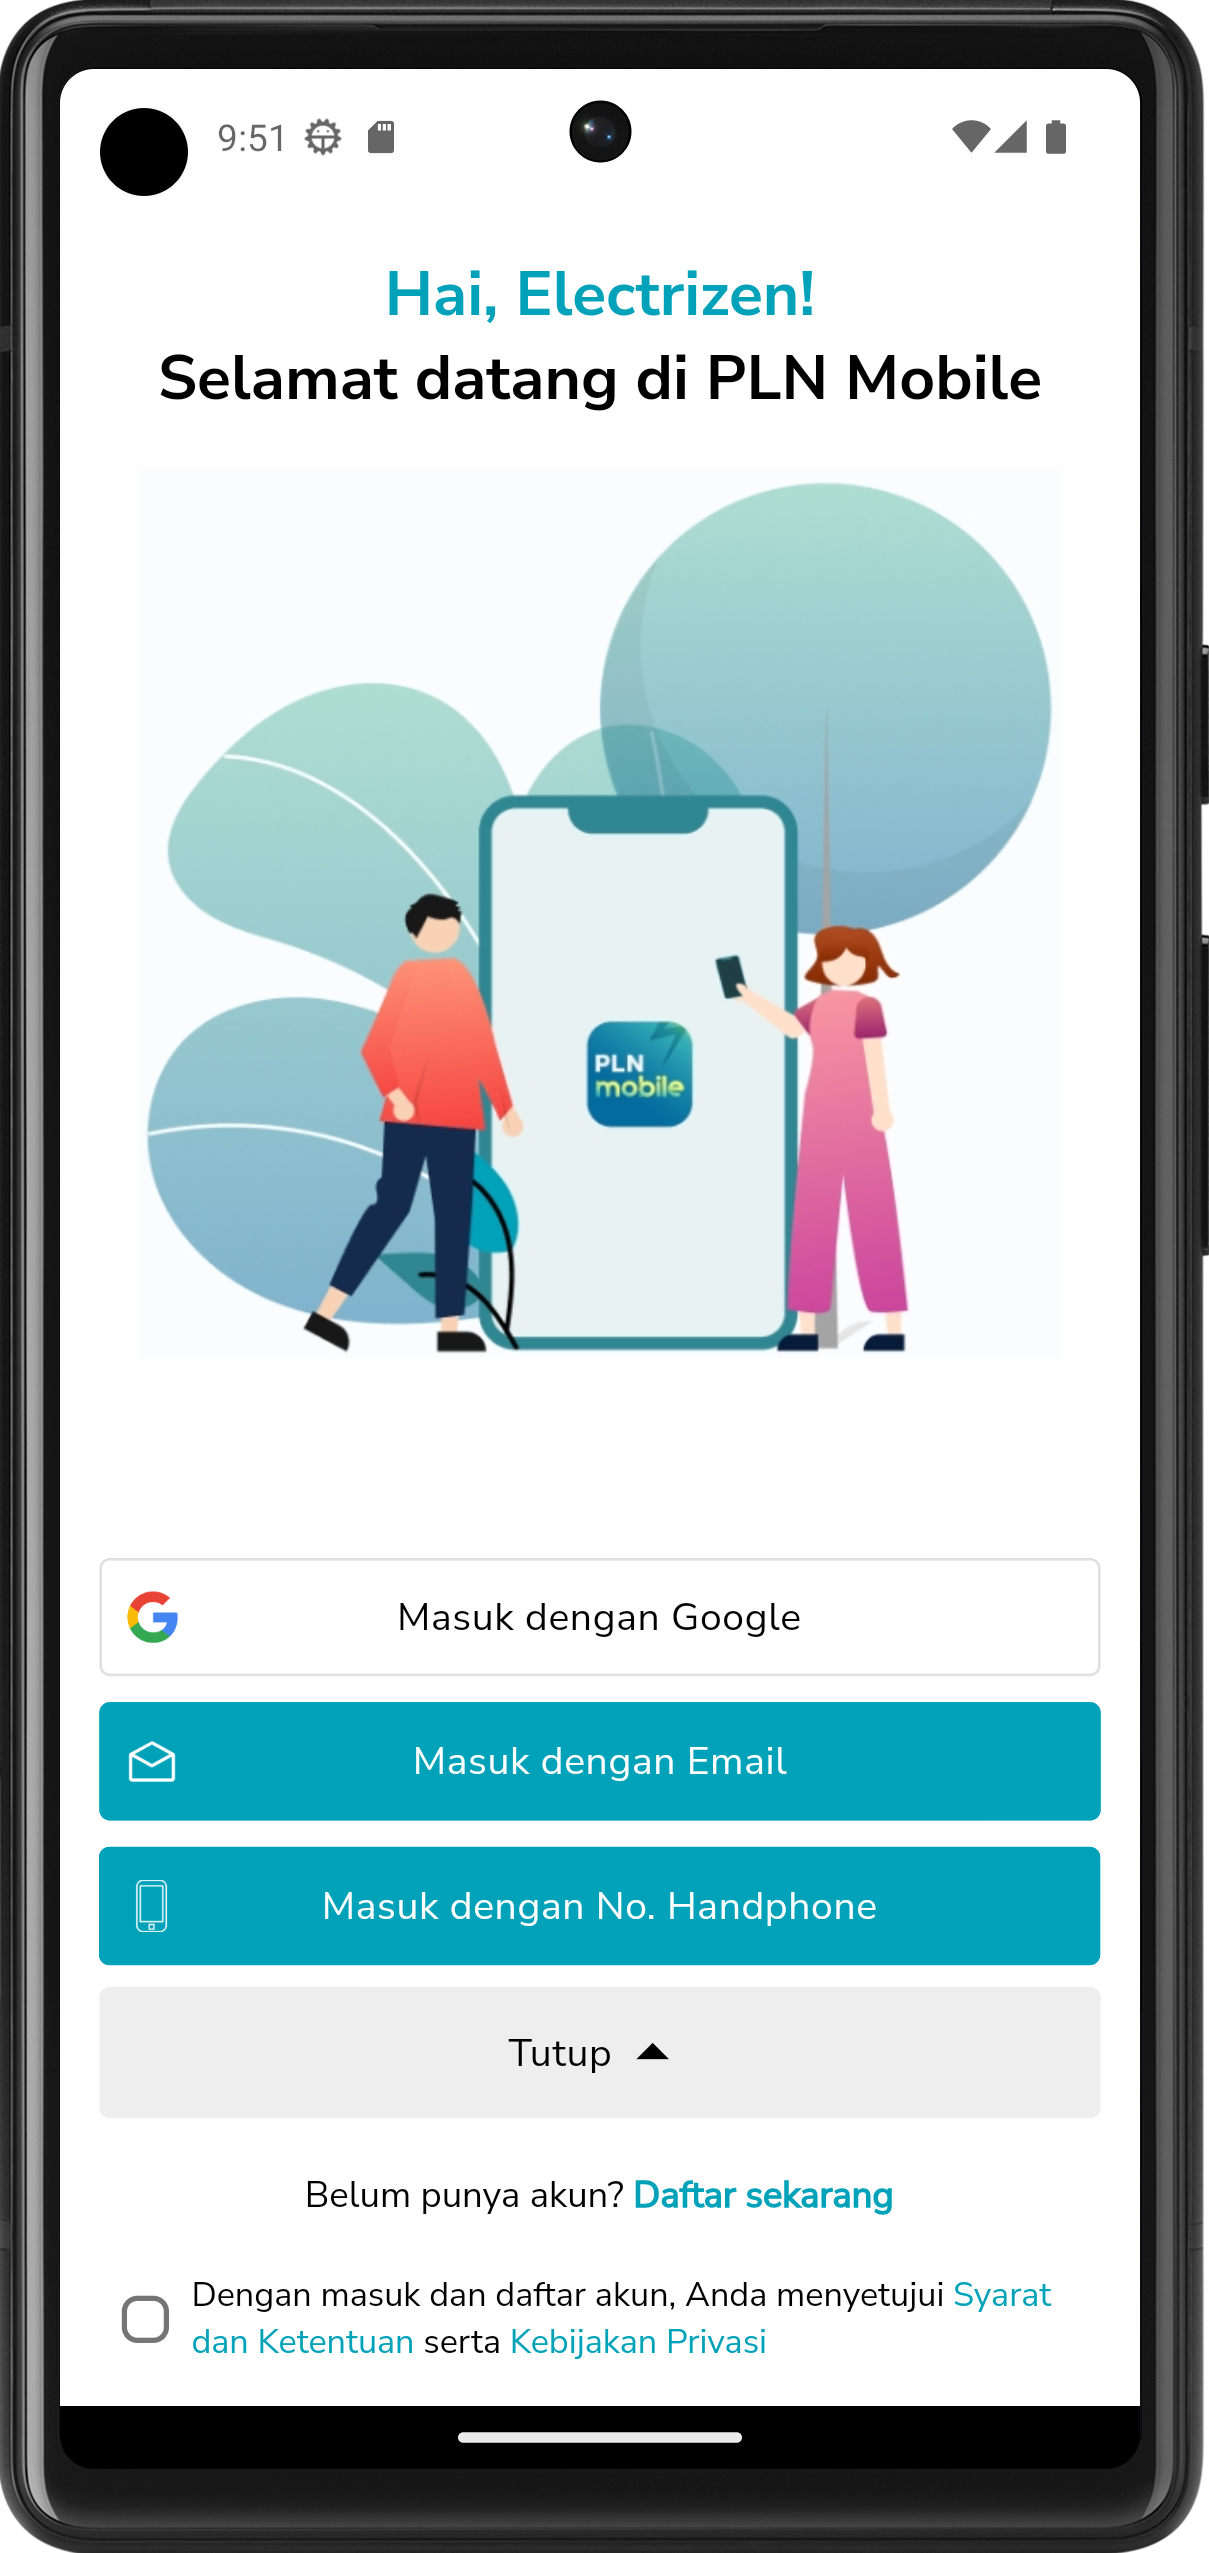 9:51
Hai, Electrizen!
Selamat datang di PLN Mobile
PLN
mobile
Masuk dengan Google
Masuk dengan Email
Masuk dengan No. Handphone
Tutup
Belum punya akun? Daftar sekarang
Dengan masuk dan daftar akun, Anda menyetujui Syarat
dan Ketentuan serta Kebijakan Privasi